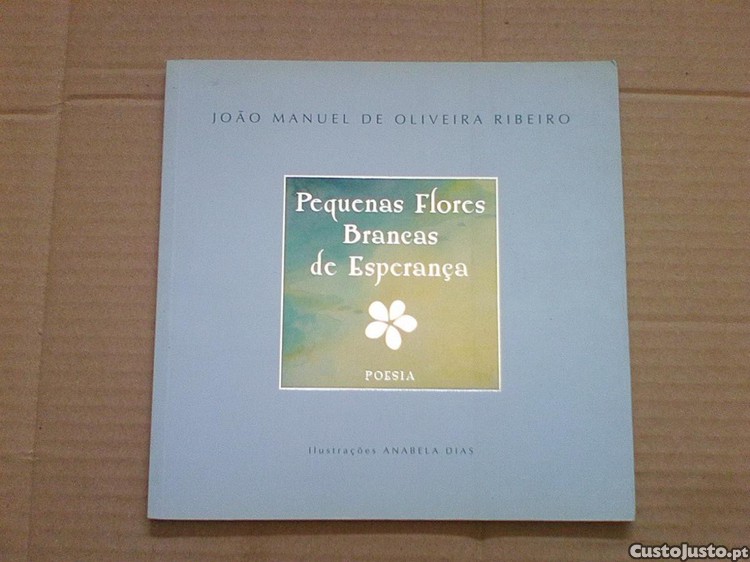 JOÃO MANUEL DE OLIVEIRA RIBEIRO
Pequenas Flores
Brancas
de Esperança
POESIA
Ilustrações ANABELA DIAS
CustoJusto.pt